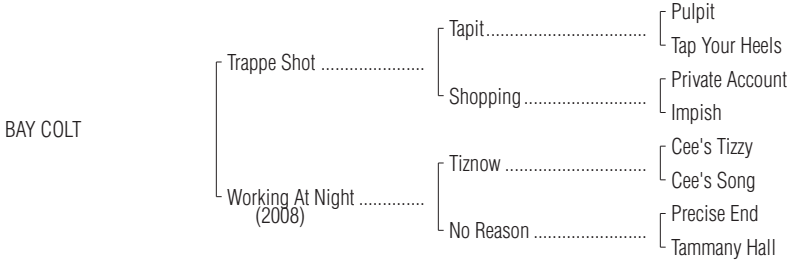 Pulpit
Tapit
Tap Your Heels
Trappe Shot
Private Account
Shopping
Impish
BAY COLT
Cee's Tizzy
Tiznow
Cee's Song
Working At Night
(2008)
Precise End
No Reason
Tammany Hall